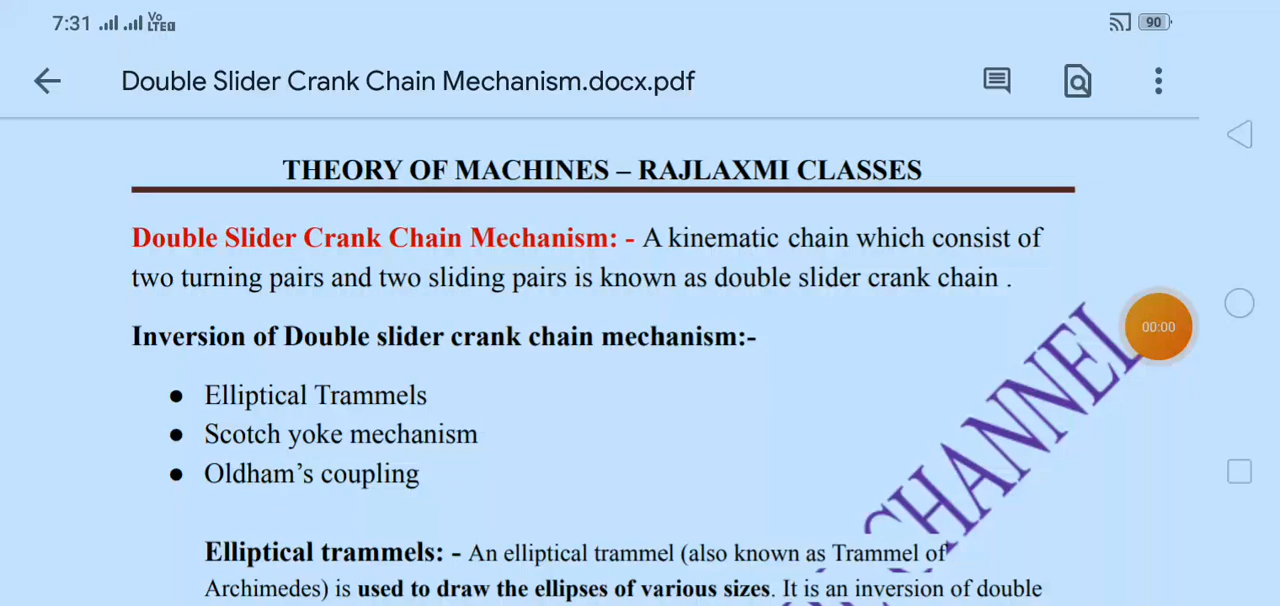 7:31 Vo LTE 90
Double Slider Crank Chain Mechanism.docx.pdf
THEORY OF MACHINES – RAJLAXMI CLASSES
Double Slider Crank Chain Mechanism: - A kinematic chain which consist of
two turning pairs and two sliding pairs is known as double slider crank chain .
00:00
Inversion of Double slider crank chain mechanism:-
● Elliptical Trammels
● Scotch yoke mechanism
● Oldham’s coupling
CHANNEL
Elliptical trammels: - An elliptical trammel (also known as Trammel of
Archimedes) is used to draw the ellipses of various sizes. It is an inversion of double